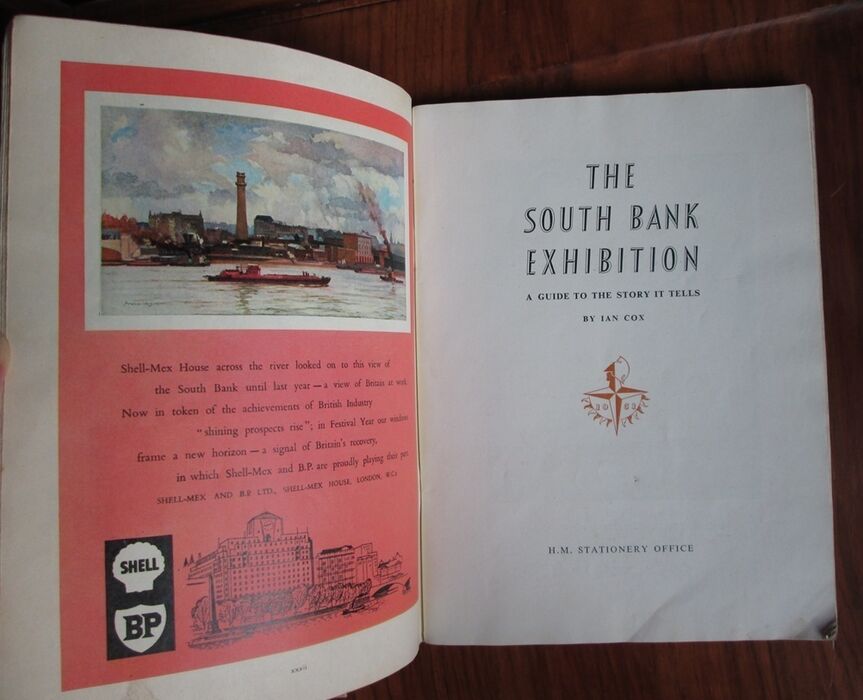 Shell-Mex House across the river looked on to this view of
the South Bank until last year — a view of Britain at work.
Now in token of the achievements of British Industry
"shining prospects rise"; in Festival Year our windows
frame a new horizon — a signal of Britain's recovery,
in which Shell-Mex and B.P. are proudly playing their part.
SHELL-MEX AND B.P. LTD., SHELL-MEX HOUSE, LONDON, W.C.2
SHELL
BP
THE
SOUTH BANK
EXHIBITION
A GUIDE TO THE STORY IT TELLS
BY IAN COX
19 51
H.M. STATIONERY OFFICE